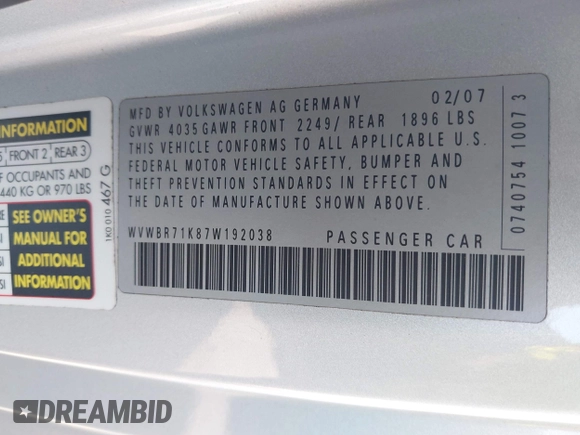 INFORMATION
FRONT 2 REAR 3
OF OCCUPANTS AND
440 KG OR 970 LBS
SEE OWNER'S
MANUAL FOR
ADDITIONAL
INFORMATION
1K0 010 467 G
MFD BY VOLKSWAGEN AG GERMANY 02/07
GVWR 4035 GAWR FRONT 2249/ REAR 1896 LBS
THIS VEHICLE CONFORMS TO ALL APPLICABLE U.S.
FEDERAL MOTOR VEHICLE SAFETY, BUMPER AND
THEFT PREVENTION STANDARDS IN EFFECT ON
THE DATE OF MANUFACTURE SHOWN ABOVE.
WVWBR71K87W192038 PASSENGER CAR
0740754 1007 3
DREAMBID